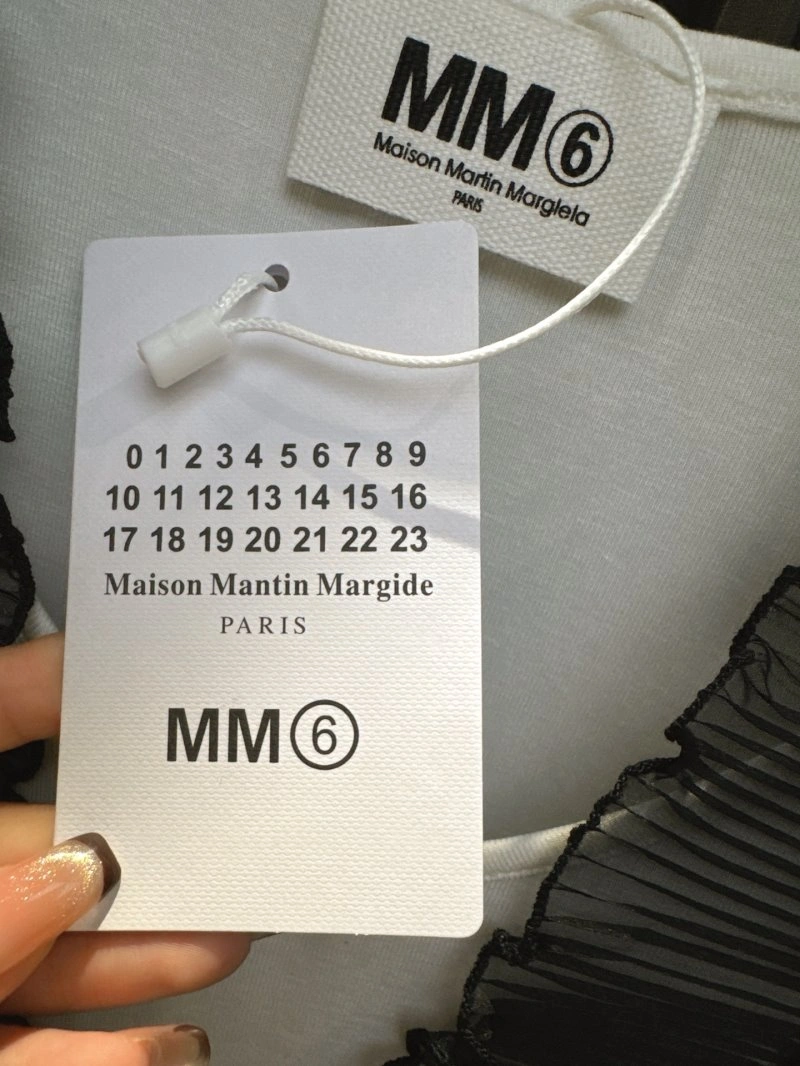 MM⑥
Maison Martin Marglela
PARIS
0 1 2 3 4 5 6 7 8 9
10 11 12 13 14 15 16
17 18 19 20 21 22 23
Maison Mantin Margide
PARIS
MM⑥